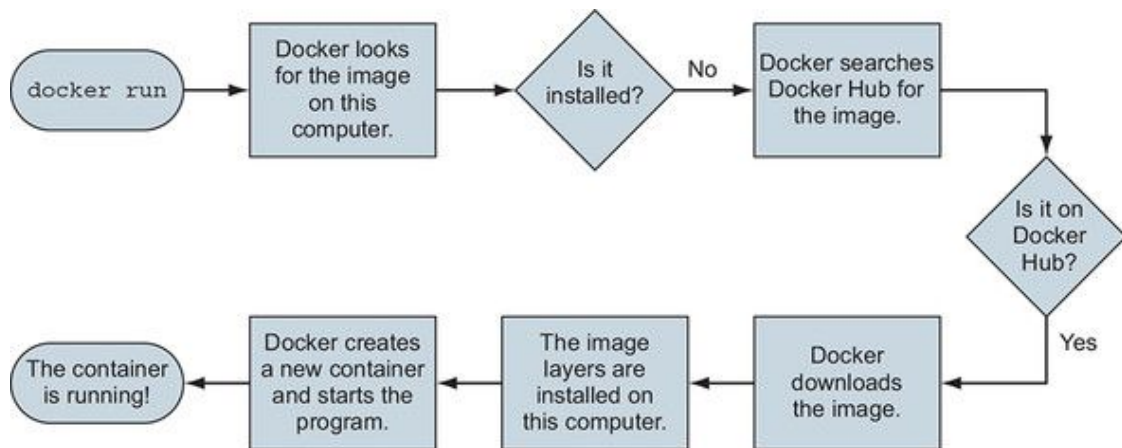 docker run
Docker looks
for the image
on this
computer.
Is it
installed?
No
Docker searches
Docker Hub for
the image.
Is it on
Docker
Hub?
Yes
Docker
downloads
the image.
The image
layers are
installed on
this computer.
Docker creates
a new container
and starts the
program.
The container
is running!